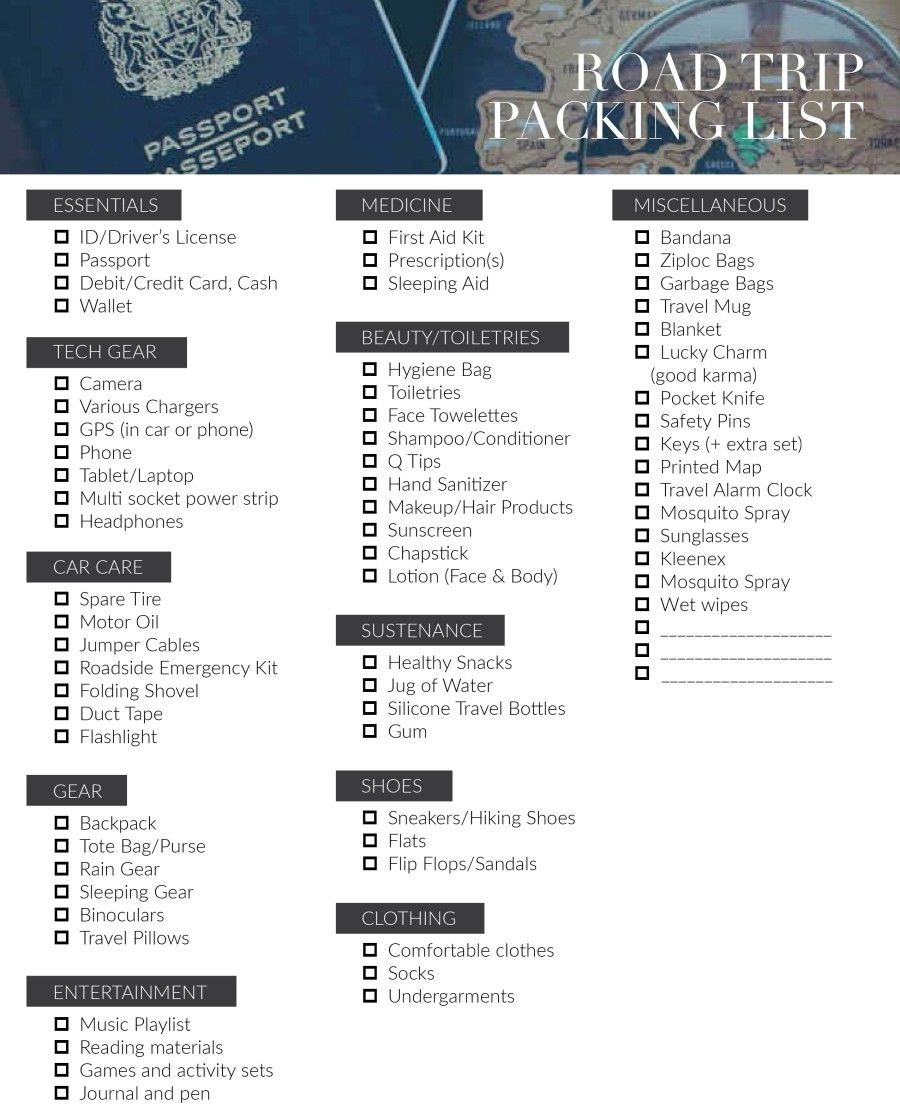 PASSPORT
PASSEPORT
ICELAND
GERMANY
PORTUGAL
SPAIN
GREECE
ROAD TRIP
PACKING LIST
ESSENTIALS
ID/Driver's License
Passport
Debit/Credit Card, Cash
Wallet
TECH GEAR
Camera
Various Chargers
GPS (in car or phone)
Phone
Tablet/Laptop
Multi socket power strip
Headphones
CAR CARE
Spare Tire
Motor Oil
Jumper Cables
Roadside Emergency Kit
Folding Shovel
Duct Tape
Flashlight
GEAR
Backpack
Tote Bag/Purse
Rain Gear
Sleeping Gear
Binoculars
Travel Pillows
ENTERTAINMENT
Music Playlist
Reading materials
Games and activity sets
Journal and pen
MEDICINE
First Aid Kit
Prescription(s)
Sleeping Aid
BEAUTY/TOILETRIES
Hygiene Bag
Toiletries
Face Towelettes
Shampoo/Conditioner
Q Tips
Hand Sanitizer
Makeup/Hair Products
Sunscreen
Chapstick
Lotion (Face & Body)
SUSTENANCE
Healthy Snacks
Jug of Water
Silicone Travel Bottles
Gum
SHOES
Sneakers/Hiking Shoes
Flats
Flip Flops/Sandals
CLOTHING
Comfortable clothes
Socks
Undergarments
MISCELLANEOUS
Bandana
Ziploc Bags
Garbage Bags
Travel Mug
Blanket
Lucky Charm
(good karma)
Pocket Knife
Safety Pins
Keys (+ extra set)
Printed Map
Travel Alarm Clock
Mosquito Spray
Sunglasses
Kleenex
Mosquito Spray
Wet wipes
____________________
____________________
____________________